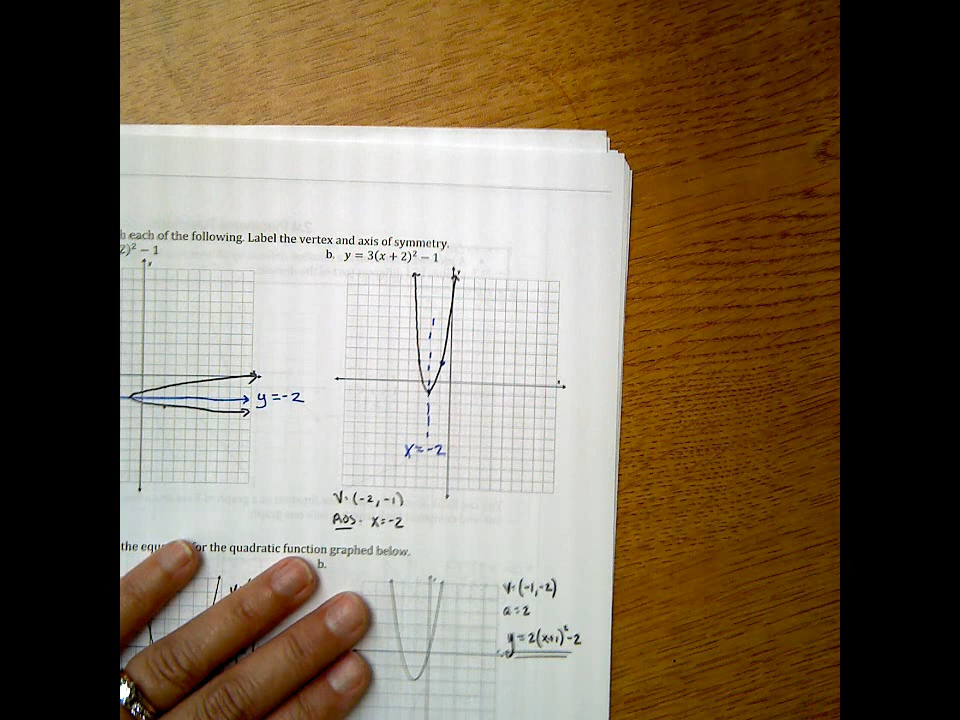 each of the following. Label the vertex and axis of symmetry.
2)² − 1
b. y = 3(x + 2)² − 1
y = -2
x = -2
V: (-2, -1)
AOS: x = -2
the for the quadratic function graphed below.
b.
V: (-1, -2)
a = 2
y = 2(x+1)² - 2